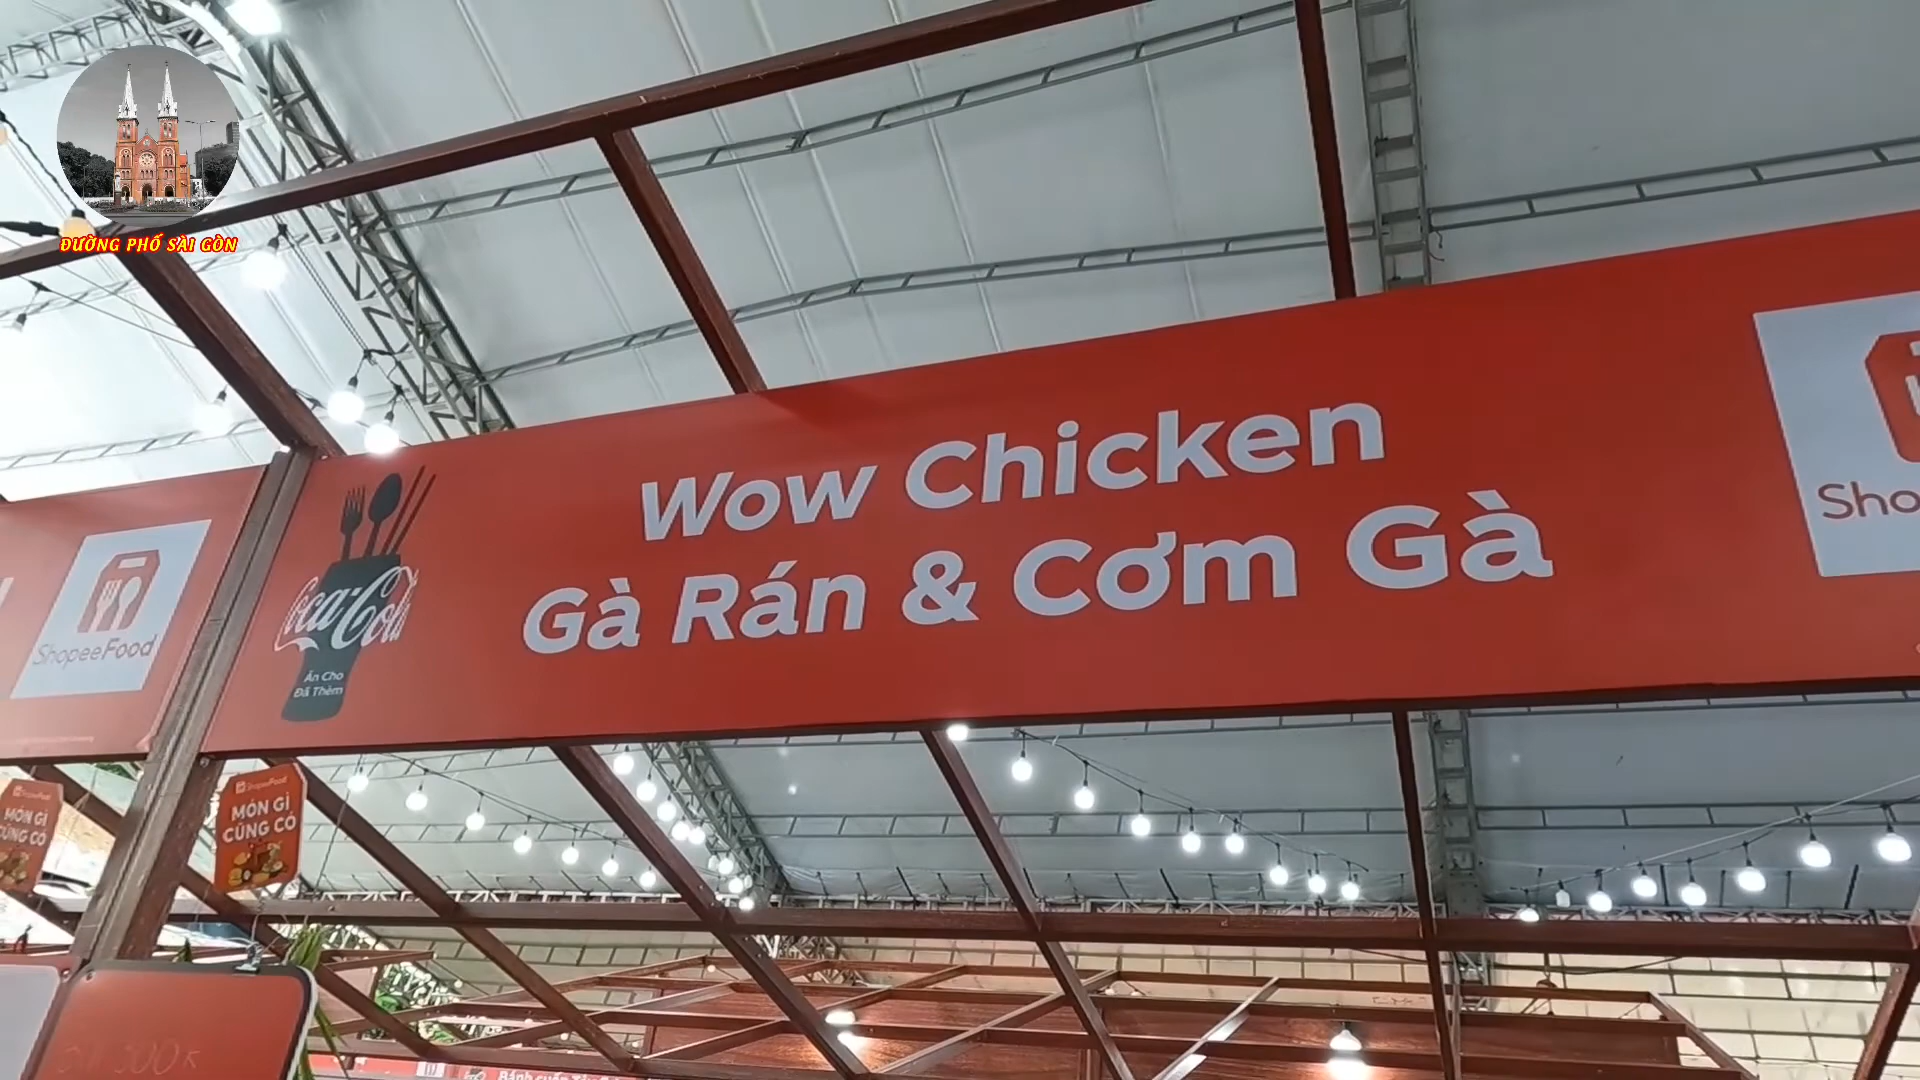 ĐƯỜNG PHỐ SÀI GÒN
Wow Chicken
Gà Rán & Cơm Gà
Coca-Cola
Ăn Cho
Đã Thèm
ShopeeFood
ShopeeFood
MÓN GÌ
CŨNG CÓ
MÓN GÌ
CŨNG CÓ